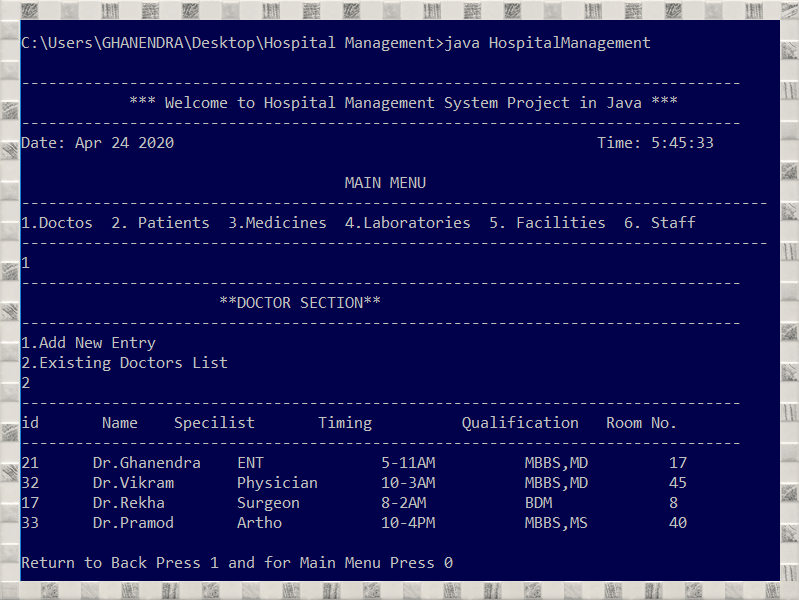 C:\Users\GHANENDRA\Desktop\Hospital Management>java HospitalManagement
--------------------------------------------------------------------------------
*** Welcome to Hospital Management System Project in Java ***
--------------------------------------------------------------------------------
Date: Apr 24 2020 Time: 5:45:33
MAIN MENU
-----------------------------------------------------------------------------------
1.Doctos 2. Patients 3.Medicines 4.Laboratories 5. Facilities 6. Staff
-----------------------------------------------------------------------------------
1
--------------------------------------------------------------------------------
**DOCTOR SECTION**
--------------------------------------------------------------------------------
1.Add New Entry
2.Existing Doctors List
2
--------------------------------------------------------------------------------
id Name Specilist Timing Qualification Room No.
--------------------------------------------------------------------------------
21 Dr.Ghanendra ENT 5-11AM MBBS,MD 17
32 Dr.Vikram Physician 10-3AM MBBS,MD 45
17 Dr.Rekha Surgeon 8-2AM BDM 8
33 Dr.Pramod Artho 10-4PM MBBS,MS 40
Return to Back Press 1 and for Main Menu Press 0